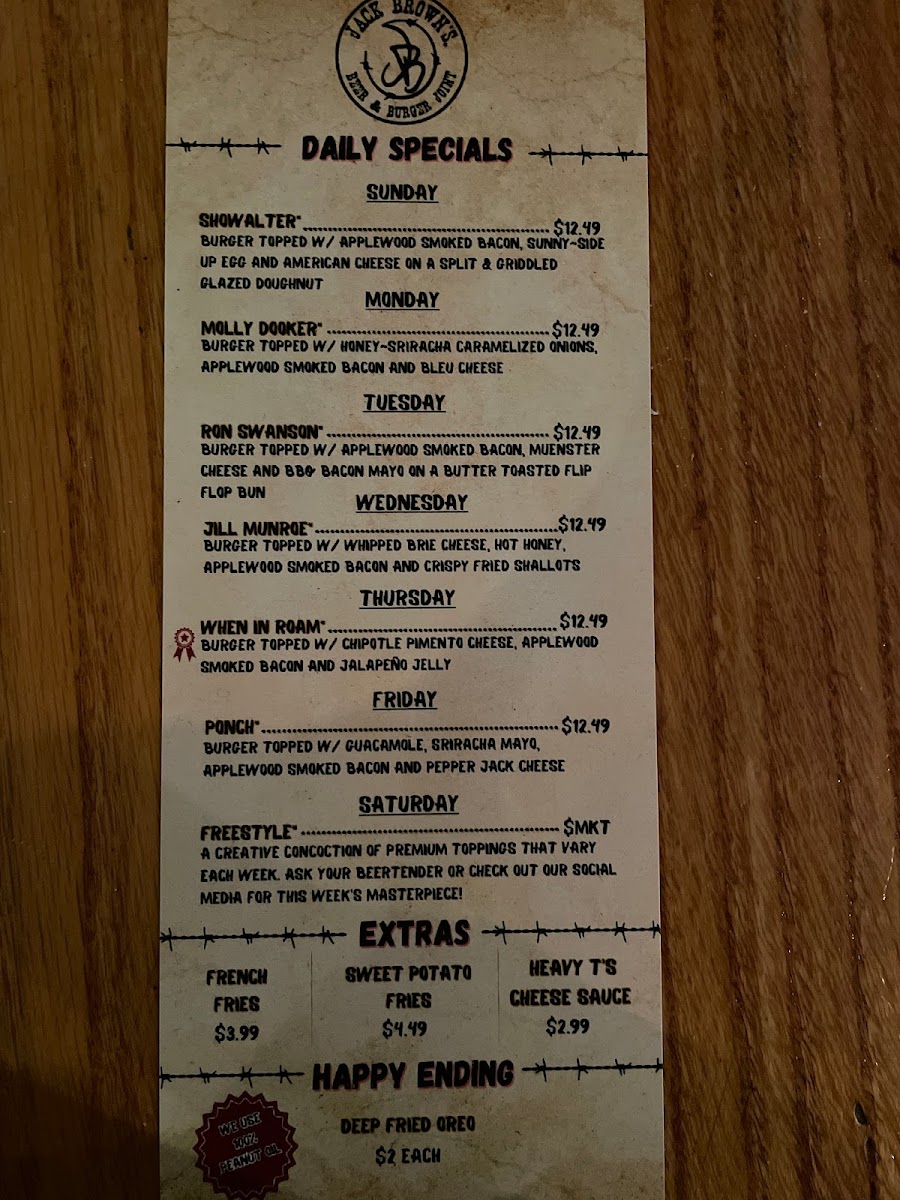 JACK BROWN'S
JB
BEER & BURGER JOINT
DAILY SPECIALS
SUNDAY
SHOWALTER* $12.49
BURGER TOPPED W/ APPLEWOOD SMOKED BACON, SUNNY-SIDE
UP EGG AND AMERICAN CHEESE ON A SPLIT & GRIDDLED
GLAZED DOUGHNUT
MONDAY
MOLLY DOOKER* $12.49
BURGER TOPPED W/ HONEY-SRIRACHA CARAMELIZED ONIONS,
APPLEWOOD SMOKED BACON AND BLEU CHEESE
TUESDAY
RON SWANSON* $12.49
BURGER TOPPED W/ APPLEWOOD SMOKED BACON, MUENSTER
CHEESE AND BBQ BACON MAYO ON A BUTTER TOASTED FLIP
FLOP BUN
WEDNESDAY
JILL MUNROE* $12.49
BURGER TOPPED W/ WHIPPED BRIE CHEESE, HOT HONEY,
APPLEWOOD SMOKED BACON AND CRISPY FRIED SHALLOTS
THURSDAY
WHEN IN ROAM* $12.49
BURGER TOPPED W/ CHIPOTLE PIMENTO CHEESE, APPLEWOOD
SMOKED BACON AND JALAPEÑO JELLY
FRIDAY
PONCH* $12.49
BURGER TOPPED W/ GUACAMOLE, SRIRACHA MAYO,
APPLEWOOD SMOKED BACON AND PEPPER JACK CHEESE
SATURDAY
FREESTYLE* $MKT
A CREATIVE CONCOCTION OF PREMIUM TOPPINGS THAT VARY
EACH WEEK. ASK YOUR BEERTENDER OR CHECK OUT OUR SOCIAL
MEDIA FOR THIS WEEK'S MASTERPIECE!
EXTRAS
FRENCH
FRIES
$3.99
SWEET POTATO
FRIES
$4.49
HEAVY T'S
CHEESE SAUCE
$2.99
HAPPY ENDING
WE USE
100%
PEANUT OIL
DEEP FRIED OREO
$2 EACH